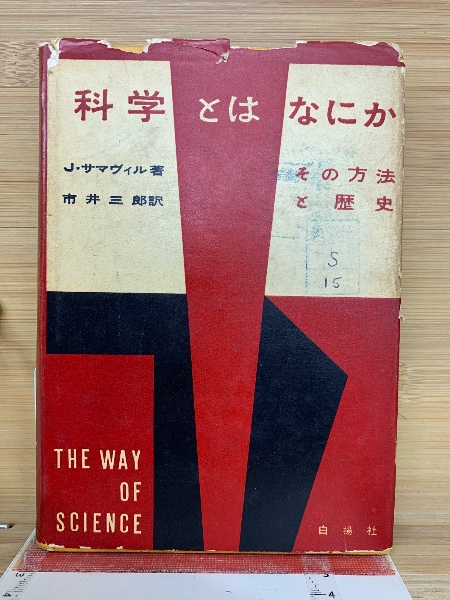 科学とはなにか
J・サマヴィル著
市井三郎訳
その方法
と歴史
S
15
THE WAY
OF
SCIENCE
白揚社